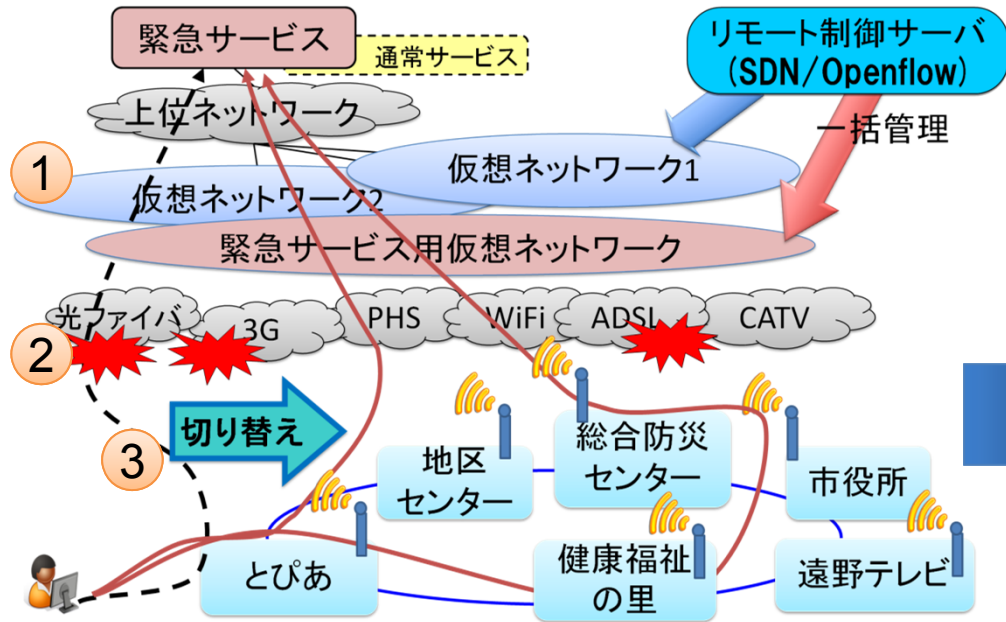 緊急サービス
通常サービス
リモート制御サーバ
(SDN/Openflow)
上位ネットワーク
一括管理
1
仮想ネットワーク1
仮想ネットワーク2
緊急サービス用仮想ネットワーク
光ファイバ
3G
PHS
WiFi
ADSL
CATV
2
3
切り替え
地区
センター
総合防災
センター
市役所
とぴあ
健康福祉
の里
遠野テレビ